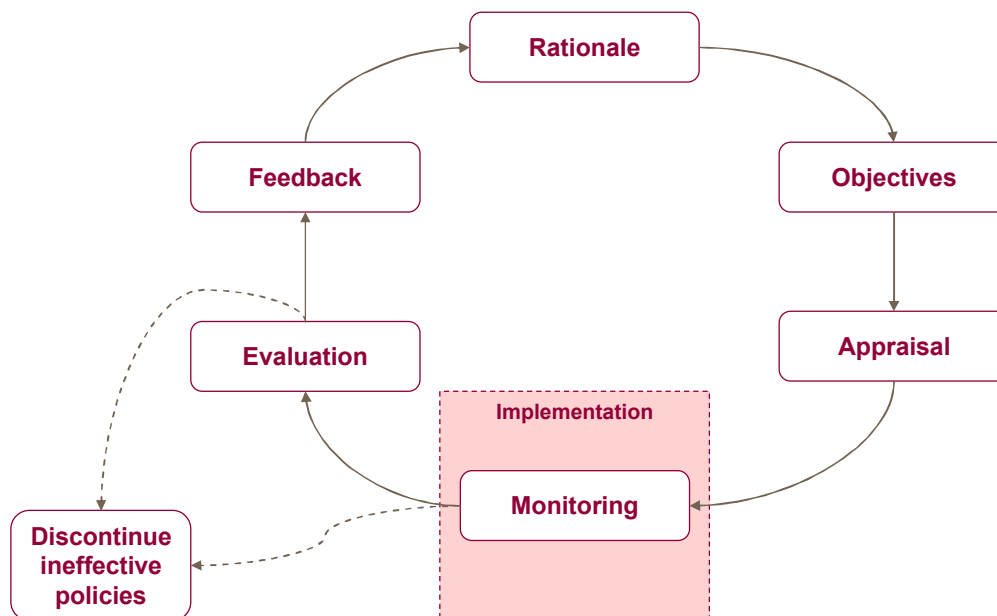 Rationale
Feedback
Objectives
Evaluation
Appraisal
Implementation
Monitoring
Discontinue
ineffective
policies